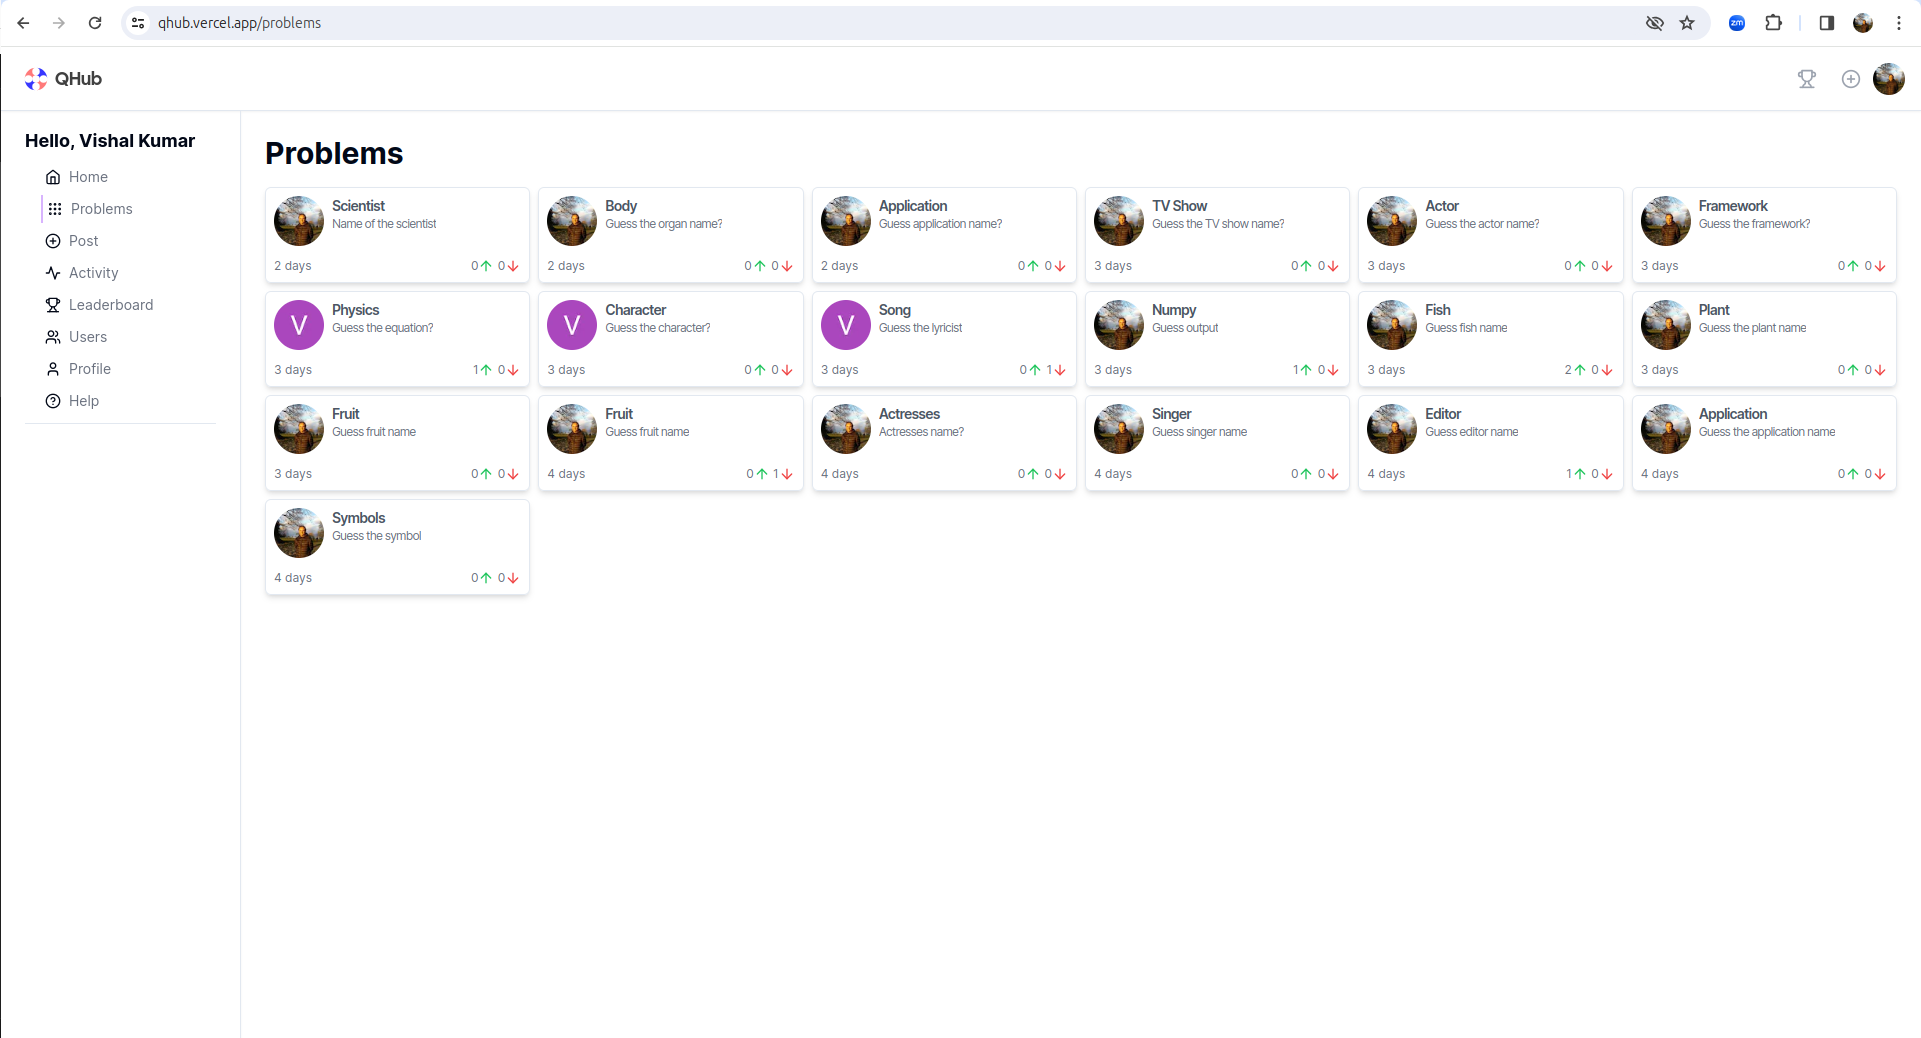 qhub.vercel.app/problems
zm
QHub
Hello, Vishal Kumar
Home
Problems
Post
Activity
Leaderboard
Users
Profile
Help
Problems
Scientist
Name of the scientist
2 days
0 0
Body
Guess the organ name?
2 days
0 0
Application
Guess application name?
2 days
0 0
TV Show
Guess the TV show name?
3 days
0 0
Actor
Guess the actor name?
3 days
0 0
Framework
Guess the framework?
3 days
0 0
V
Physics
Guess the equation?
3 days
1 0
V
Character
Guess the character?
3 days
0 0
V
Song
Guess the lyricist
3 days
0 1
Numpy
Guess output
3 days
1 0
Fish
Guess fish name
3 days
2 0
Plant
Guess the plant name
3 days
0 0
Fruit
Guess fruit name
3 days
0 0
Fruit
Guess fruit name
4 days
0 1
Actresses
Actresses name?
4 days
0 0
Singer
Guess singer name
4 days
0 0
Editor
Guess editor name
4 days
1 0
Application
Guess the application name
4 days
0 0
Symbols
Guess the symbol
4 days
0 0